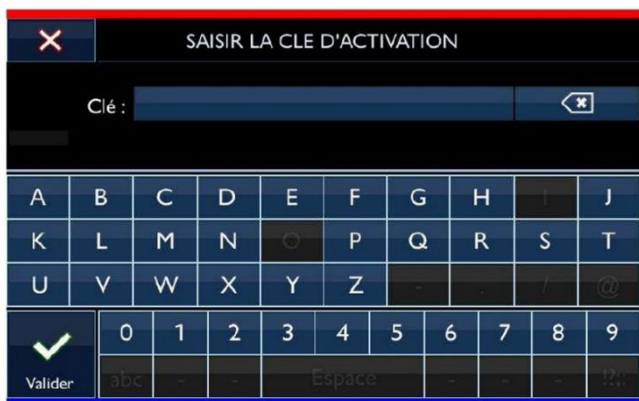 SAISIR LA CLE D'ACTIVATION
Clé :
A B C D E F G H I J
K L M N O P Q R S T
U V W X Y Z - . / @
0 1 2 3 4 5 6 7 8 9
Valider abc - - Espace - - - !?;: